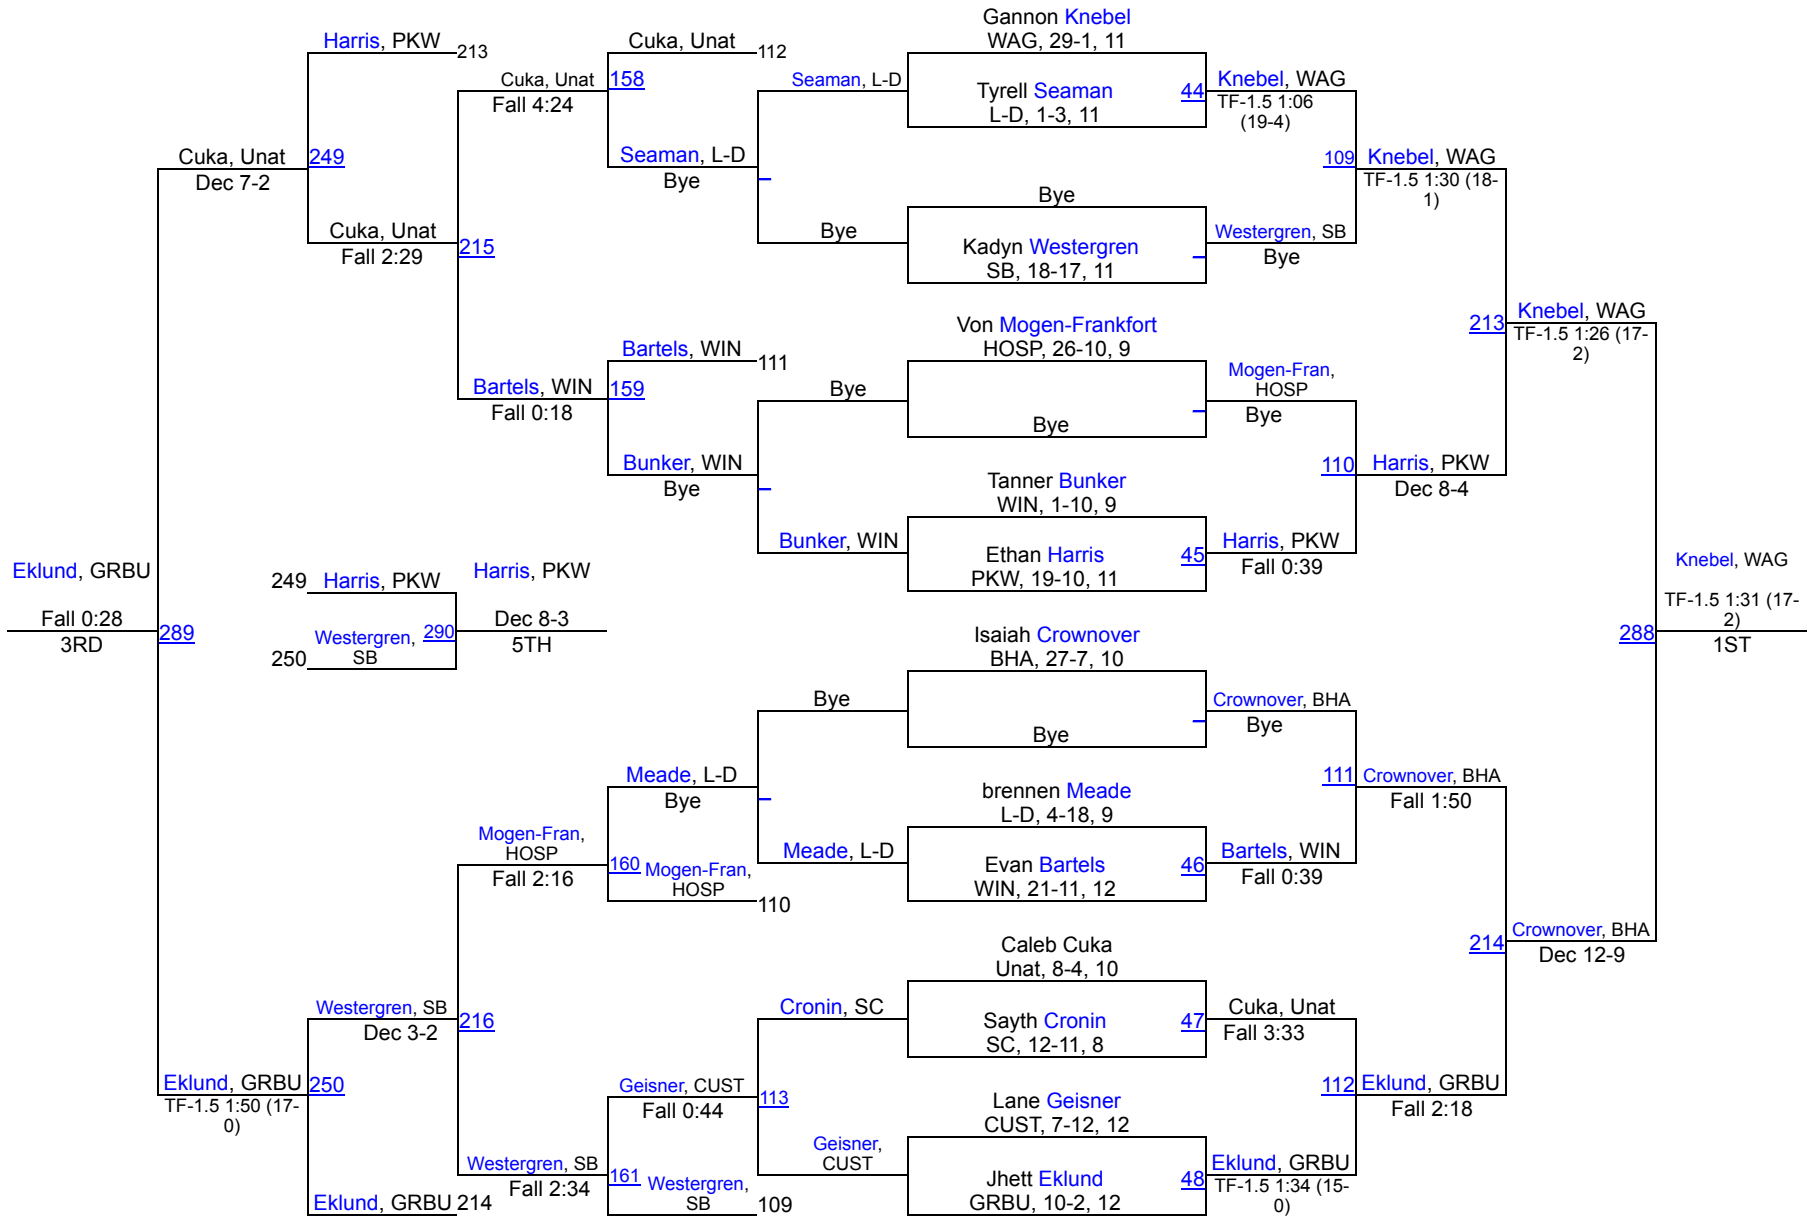 Gannon Knebel
WAG, 29-1, 11
Tyrell Seaman
L-D, 1-3, 11
44
Bye
Kadyn Westergren
SB, 18-17, 11
Von Mogen-Frankfort
HOSP, 26-10, 9
Bye
Tanner Bunker
WIN, 1-10, 9
Ethan Harris
PKW, 19-10, 11
45
Isaiah Crownover
BHA, 27-7, 10
Bye
brennen Meade
L-D, 4-18, 9
Evan Bartels
WIN, 21-11, 12
46
Caleb Cuka
Unat, 8-4, 10
Sayth Cronin
SC, 12-11, 8
47
Lane Geisner
CUST, 7-12, 12
Jhett Eklund
GRBU, 10-2, 12
48
Knebel, WAG
TF-1.5 1:06
(19-4)
Westergren, SB
Bye
Mogen-Fran,
HOSP
Bye
Harris, PKW
Fall 0:39
Crownover, BHA
Bye
Bartels, WIN
Fall 0:39
Cuka, Unat
Fall 3:33
Eklund, GRBU
TF-1.5 1:34 (15-
0)
109
Knebel, WAG
TF-1.5 1:30 (18-
1)
110
Harris, PKW
Dec 8-4
111
Crownover, BHA
Fall 1:50
112
Eklund, GRBU
Fall 2:18
213
Knebel, WAG
TF-1.5 1:26 (17-
2)
214
Crownover, BHA
Dec 12-9
288
Knebel, WAG
TF-1.5 1:31 (17-
2)
1ST
Seaman, L-D
Bye
Bye
Bunker, WIN
Bye
Meade, L-D
Cronin, SC
Geisner,
CUST
113
Cuka, Unat
112
Seaman, L-D
Bye
Bartels, WIN
111
Bunker, WIN
Bye
Meade, L-D
Bye
Mogen-Fran,
HOSP
110
Geisner, CUST
Fall 0:44
Westergren,
SB
109
158
Cuka, Unat
Fall 4:24
159
Bartels, WIN
Fall 0:18
160
Mogen-Fran,
HOSP
Fall 2:16
161
Westergren, SB
Fall 2:34
Harris, PKW
213
215
Cuka, Unat
Fall 2:29
216
Westergren, SB
Dec 3-2
Eklund, GRBU
214
249
Cuka, Unat
Dec 7-2
250
Eklund, GRBU
TF-1.5 1:50 (17-
0)
289
Eklund, GRBU
Fall 0:28
3RD
249
Harris, PKW
250
Westergren,
SB
290
Harris, PKW
Dec 8-3
5TH